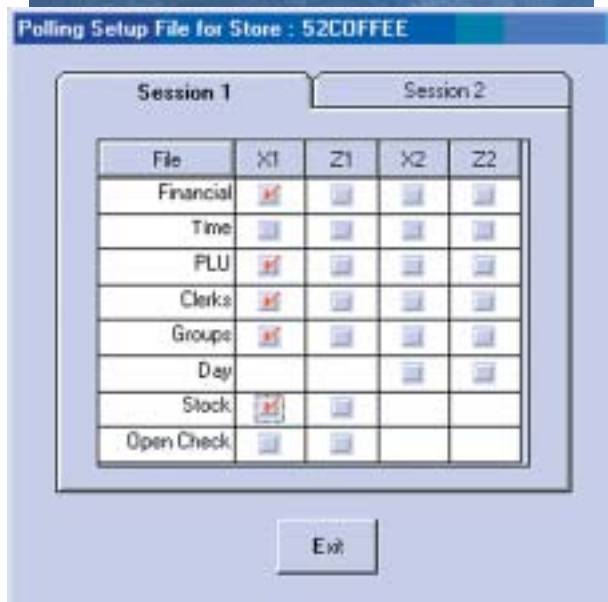 Polling Setup File for Store : 52COFFEE
Session 1 Session 2
File X1 Z1 X2 Z2
Financial
Time
PLU
Clerks
Groups
Day
Stock
Open Check
Exit